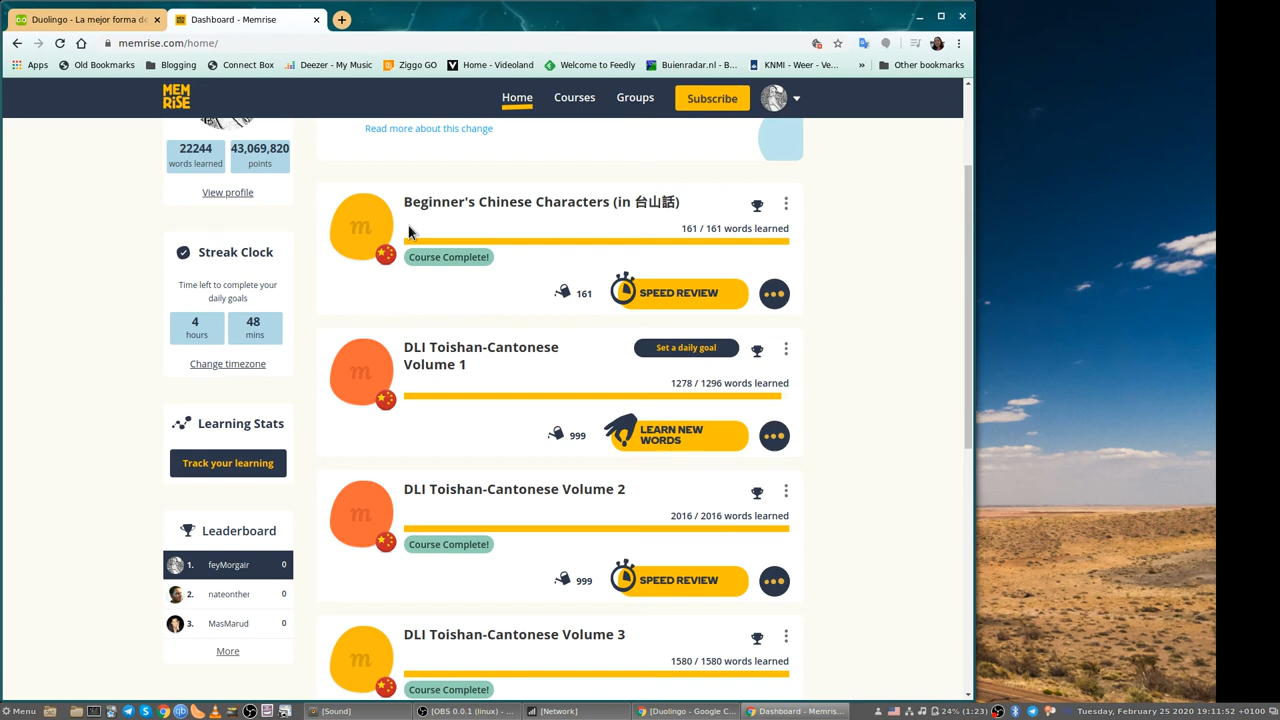 Duolingo - La mejor forma de
Dashboard - Memrise
memrise.com/home/
Apps
Old Bookmarks
Blogging
Connect Box
Deezer - My Music
Ziggo GO
Home - Videoland
Welcome to Feedly
Buienradar.nl - B...
KNMI - Weer - Ve...
»
Other bookmarks
MEM
RiSE
Home
Courses
Groups
Subscribe
Read more about this change
22244
words learned
43,069,820
points
View profile
Streak Clock
Time left to complete your
daily goals
4
hours
48
mins
Change timezone
Learning Stats
Track your learning
Leaderboard
1. feyMorgair 0
2. nateonthe 0
3. MasMarud 0
More
Beginner's Chinese Characters (in 台山話)
161 / 161 words learned
Course Complete!
161
SPEED REVIEW
DLI Toishan-Cantonese
Volume 1
Set a daily goal
1278 / 1296 words learned
999
LEARN NEW
WORDS
DLI Toishan-Cantonese Volume 2
2016 / 2016 words learned
Course Complete!
999
SPEED REVIEW
DLI Toishan-Cantonese Volume 3
1580 / 1580 words learned
Course Complete!
Menu
[Sound]
[OBS 0.0.1 (linux) - ...
[Network]
[Duolingo - Google C...
Dashboard - Memris...
24% (1:23)
Tuesday, February 25 2020 19:11:52 +0100